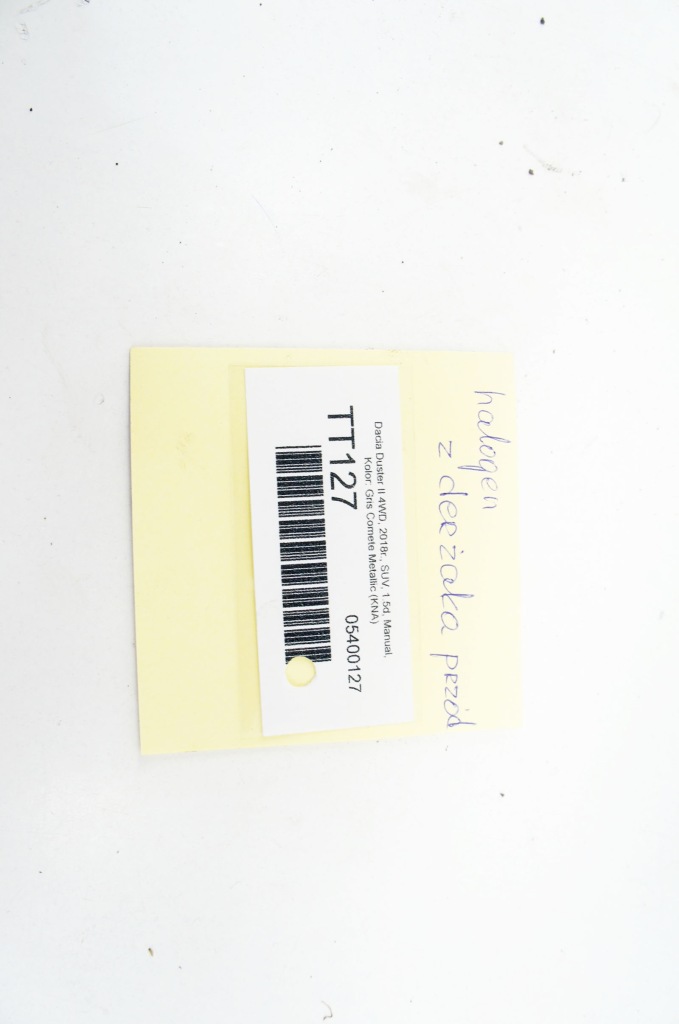 halogen
z derżaka przód
Dacia Duster II 4WD, 2018r., SUV, 1.5d, Manual,
Kolor: Gris Comete Metallic (KNA)
TT127
05400127